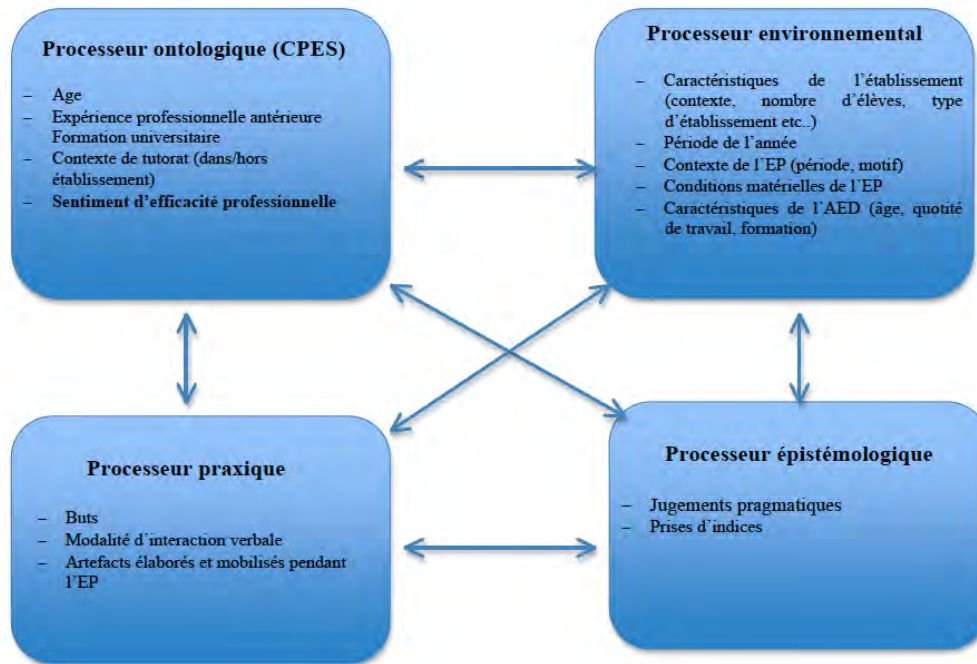 Processeur ontologique (CPES)
– Age
– Expérience professionnelle antérieure
Formation universitaire
– Contexte de tutorat (dans/hors
établissement)
– Sentiment d'efficacité professionnelle
Processeur environnemental
– Caractéristiques de l'établissement
(contexte, nombre d'élèves, type
d'établissement etc..)
– Période de l'année
– Contexte de l'EP (période, motif)
– Conditions matérielles de l'EP
– Caractéristiques de l'AED (âge, quotité
de travail, formation)
Processeur praxique
– Buts
– Modalité d'interaction verbale
– Artefacts élaborés et mobilisés pendant
l'EP
Processeur épistémologique
– Jugements pragmatiques
– Prises d'indices